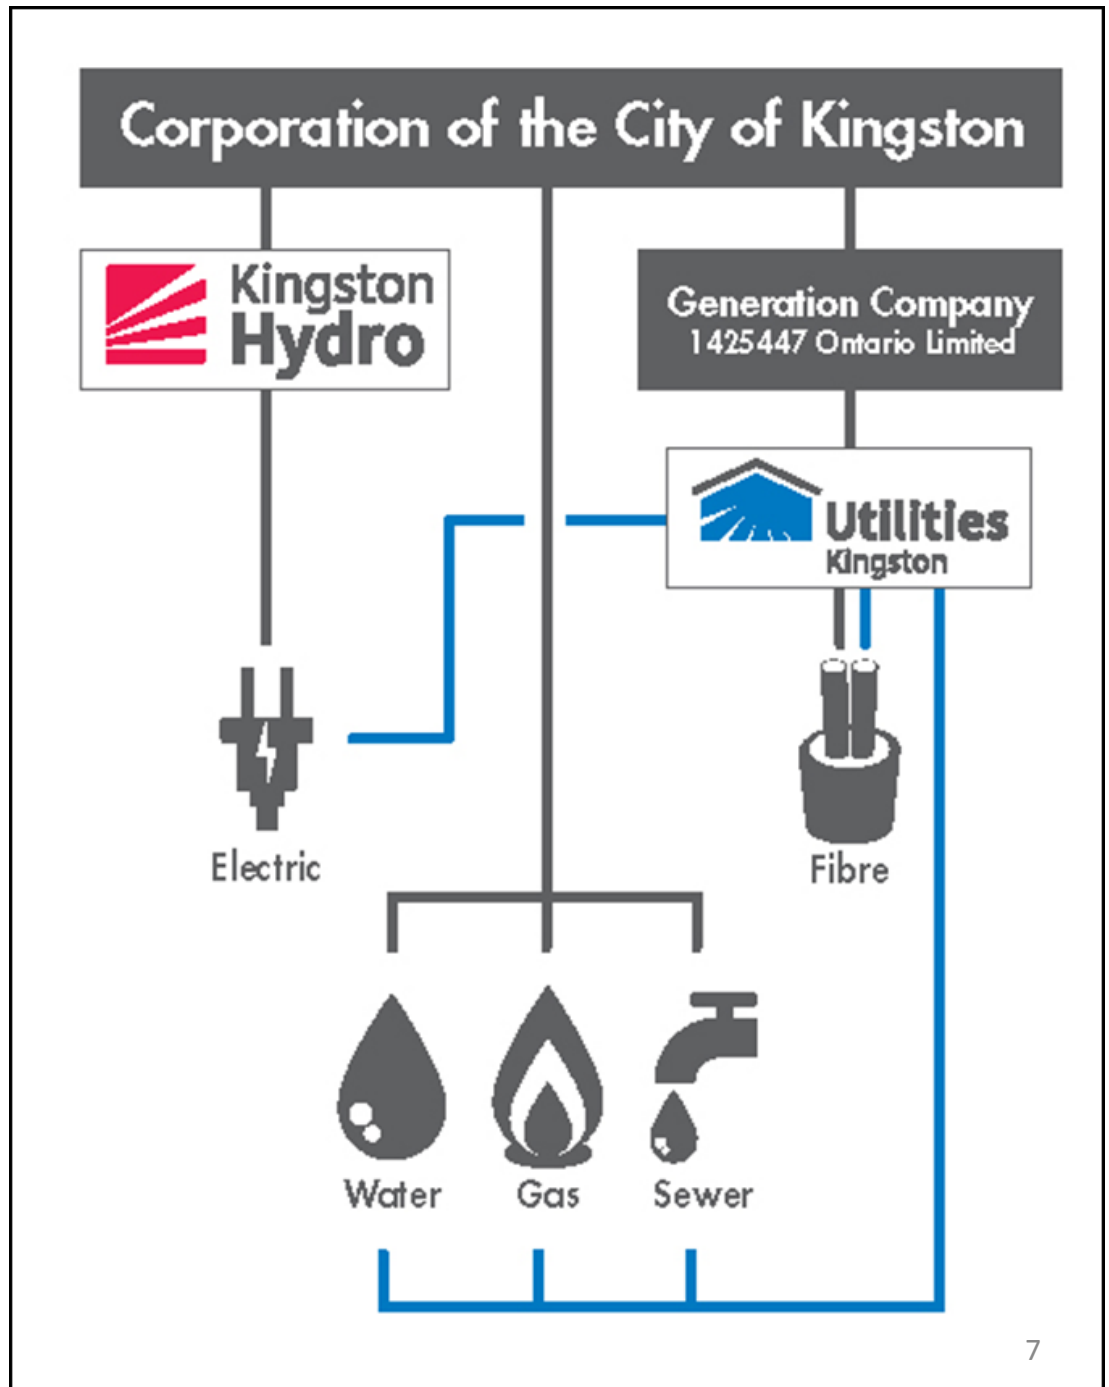 Corporation of the City of Kingston
Kingston
Hydro
Generation Company
1425447 Ontario Limited
Utilities
Kingston
Electric
Fibre
Water
Gas
Sewer
7